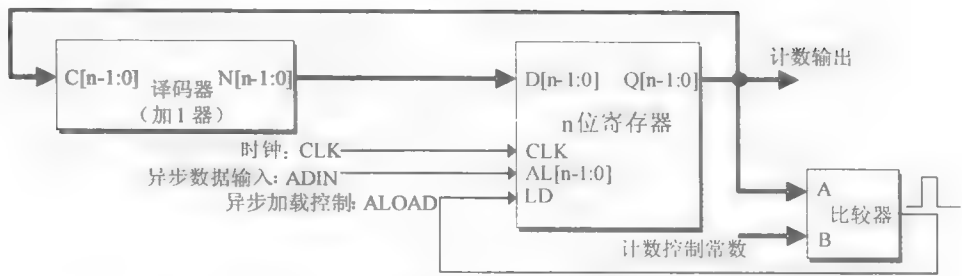 C[n-1:0] N[n-1:0]
译码器
（加1器）
D[n-1:0] Q[n-1:0]
n位寄存器
CLK
AL[n-1:0]
LD
计数输出
时钟: CLK
异步数据输入: ADIN
异步加载控制: ALOAD
A
比较器
B
计数控制常数